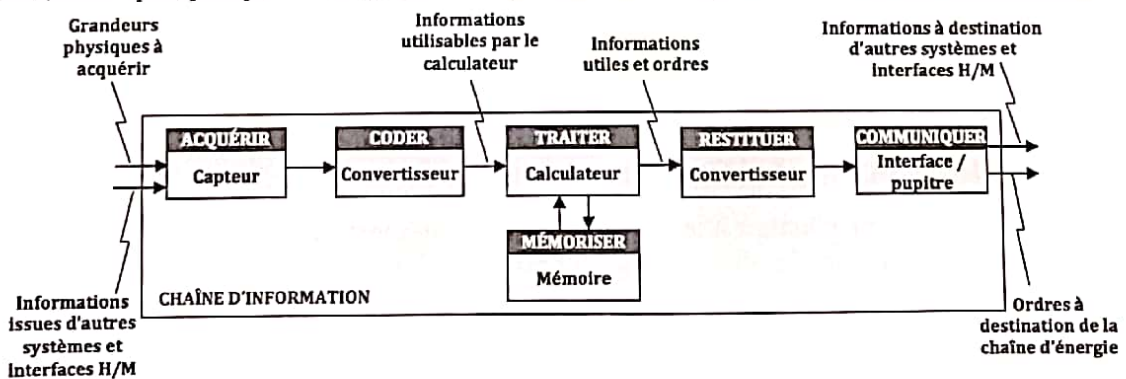 Grandeurs
physiques à
acquérir
Informations
utilisables par le
calculateur
Informations
utiles et ordres
Informations à destination
d'autres systèmes et
interfaces H/M
ACQUÉRIR
Capteur
CODER
Convertisseur
TRAITER
Calculateur
RESTITUER
Convertisseur
COMMUNIQUER
Interface /
pupitre
MÉMORISER
Mémoire
CHAÎNE D'INFORMATION
Informations
issues d'autres
systèmes et
interfaces H/M
Ordres à
destination de la
chaîne d'énergie